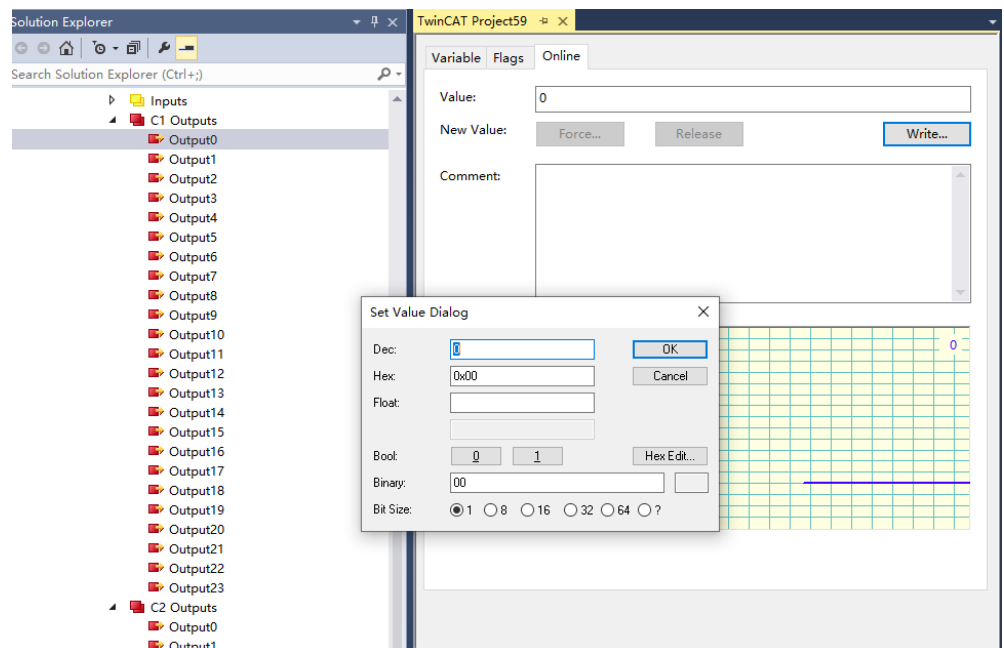 Solution Explorer
Search Solution Explorer (Ctrl+;)
Inputs
C1 Outputs
Output0
Output1
Output2
Output3
Output4
Output5
Output6
Output7
Output8
Output9
Output10
Output11
Output12
Output13
Output14
Output15
Output16
Output17
Output18
Output19
Output20
Output21
Output22
Output23
C2 Outputs
Output0
Output1
TwinCAT Project59
Variable Flags Online
Value: 0
New Value: Force... Release Write...
Comment:
0
Set Value Dialog
Dec: 0 OK
Hex: 0x00 Cancel
Float:
Bool: 0 1 Hex Edit...
Binary: 00
Bit Size: 1 8 16 32 64 ?